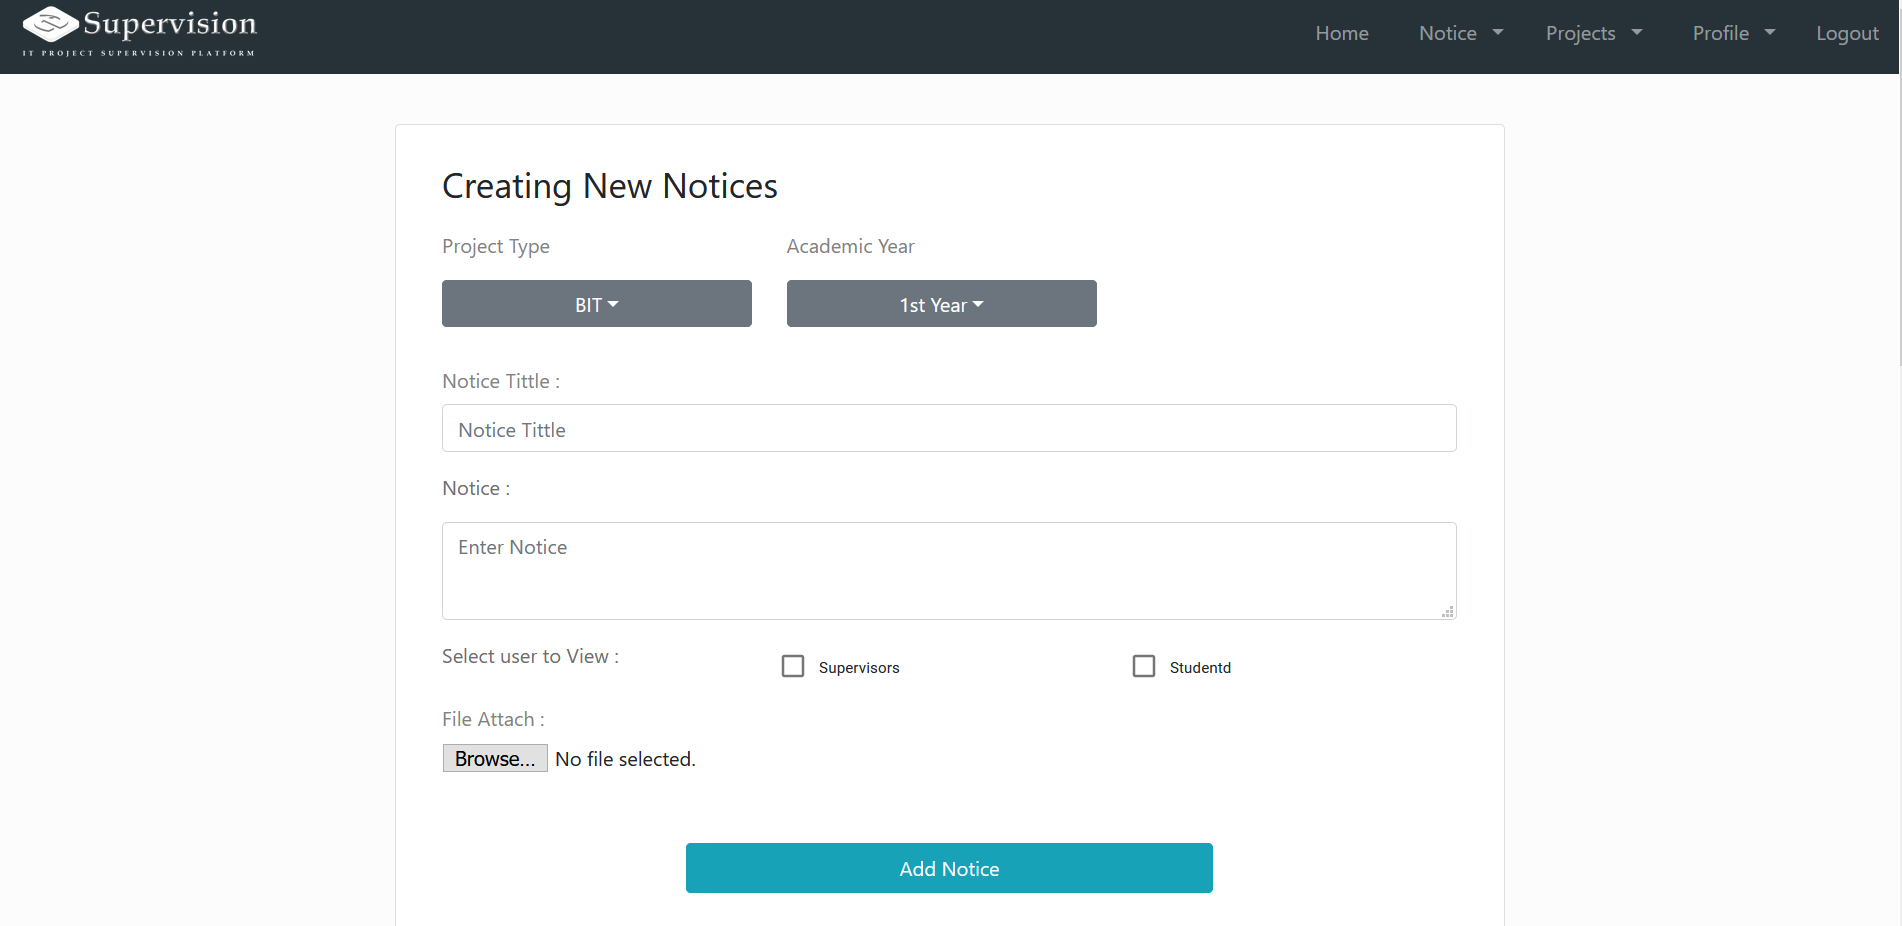 Supervision
IT PROJECT SUPERVISION PLATFORM
Home Notice Projects Profile Logout
Creating New Notices
Project Type Academic Year
BIT 1st Year
Notice Tittle :
Notice Tittle
Notice :
Enter Notice
Select user to View : Supervisors Studentd
File Attach :
Browse... No file selected.
Add Notice